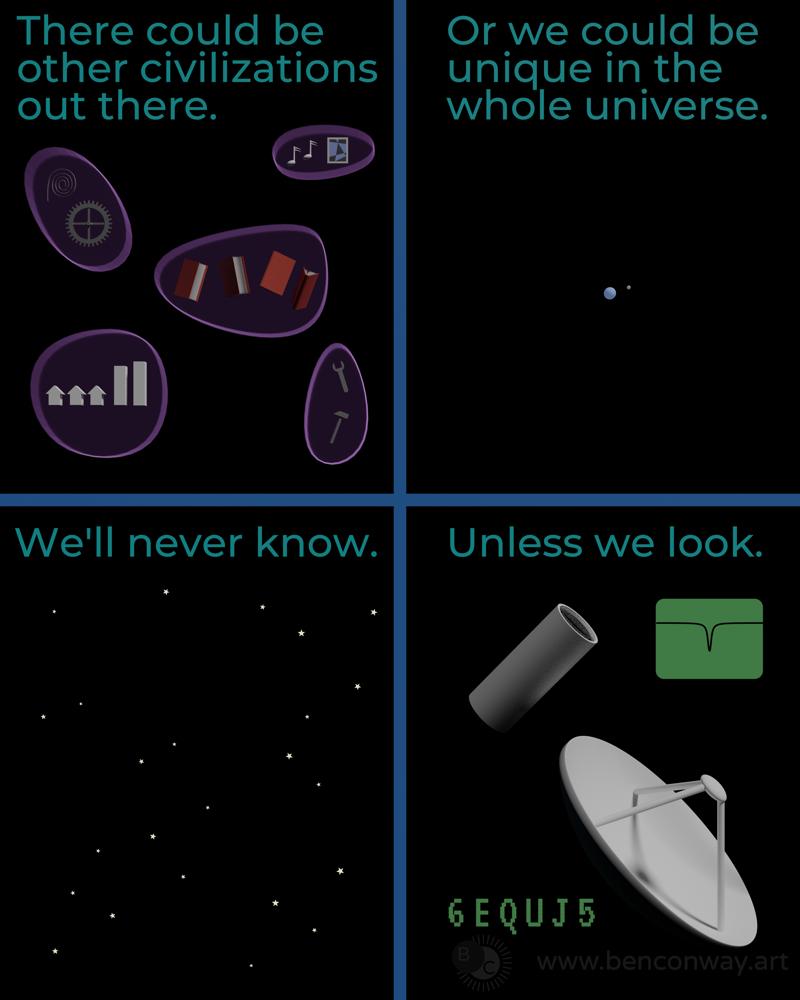 There could be
other civilizations
out there.
Or we could be
unique in the
whole universe.
We'll never know.
Unless we look.
6EQUJ5
B
C
www.benconway.art